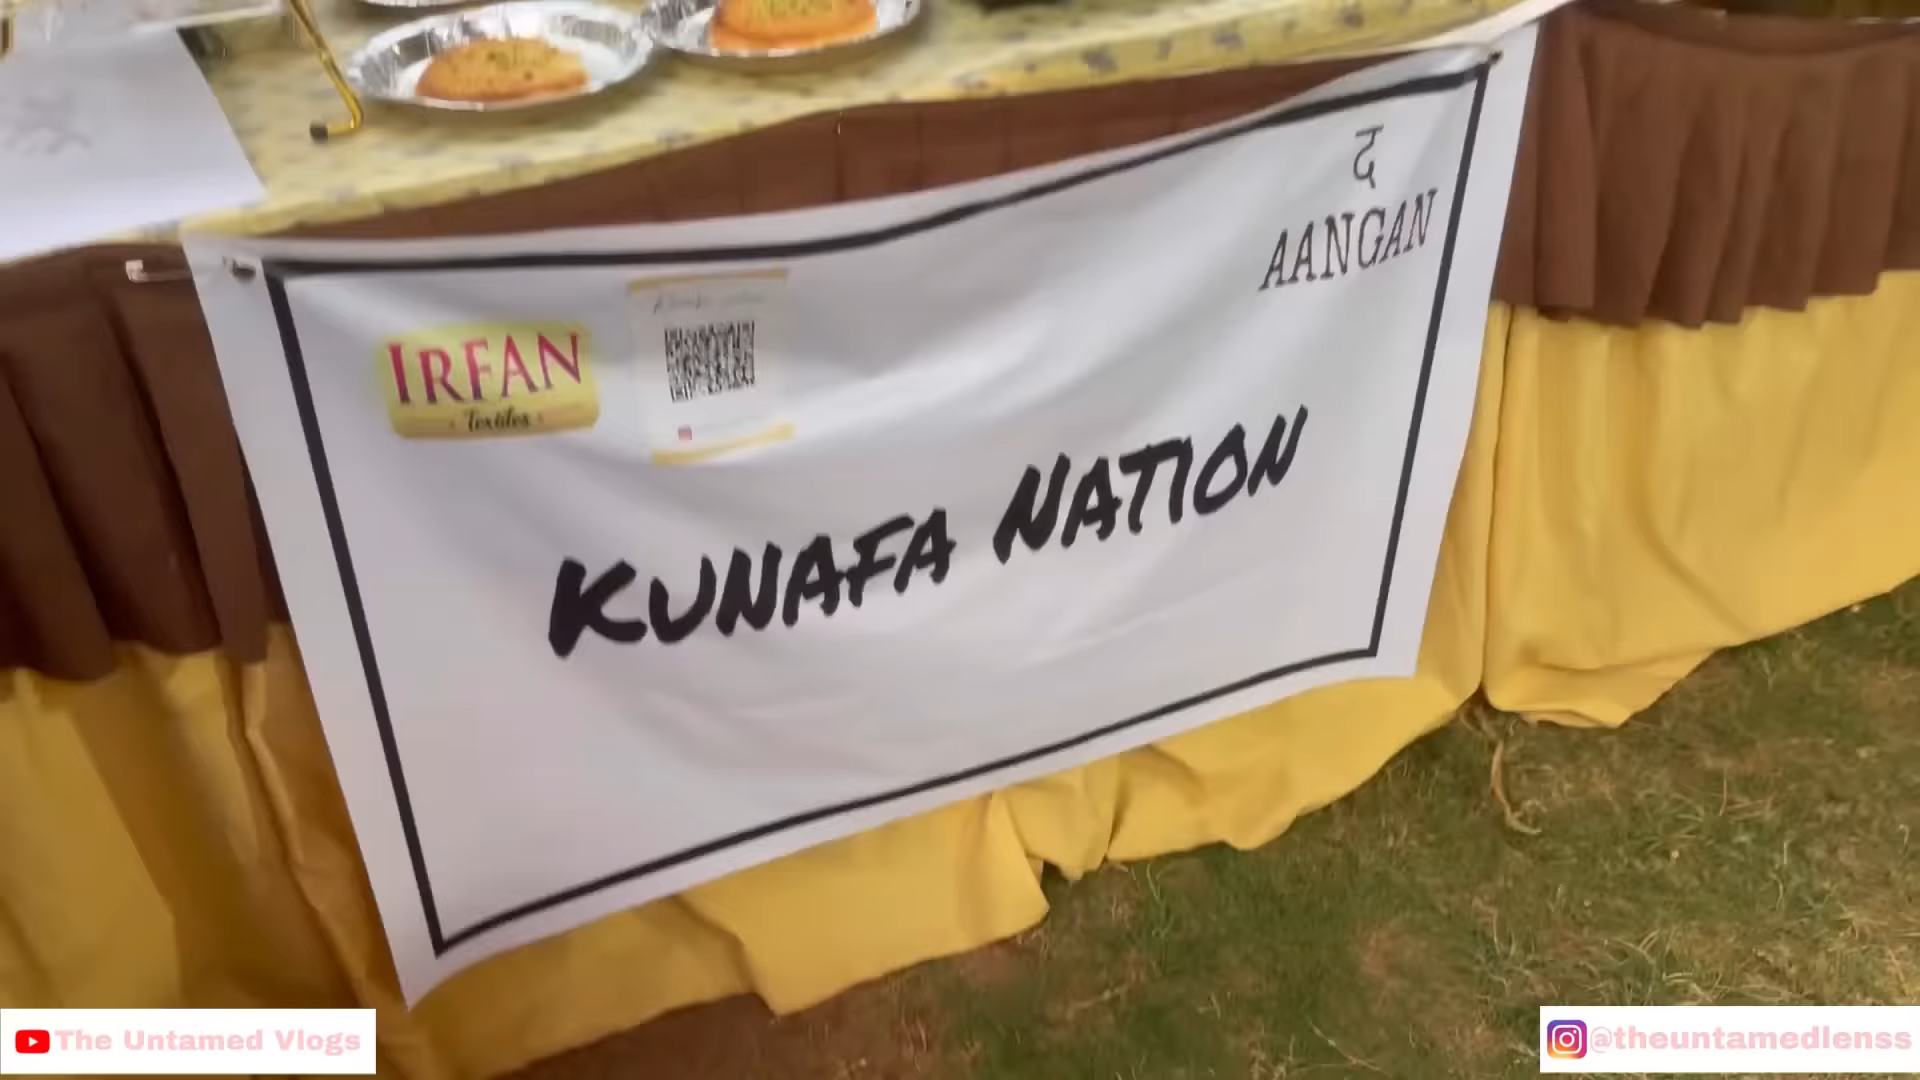 द
AANGAN
IRFAN
Textiles
KUNAFA NATION
The Untamed Vlogs
@theuntamedlenss